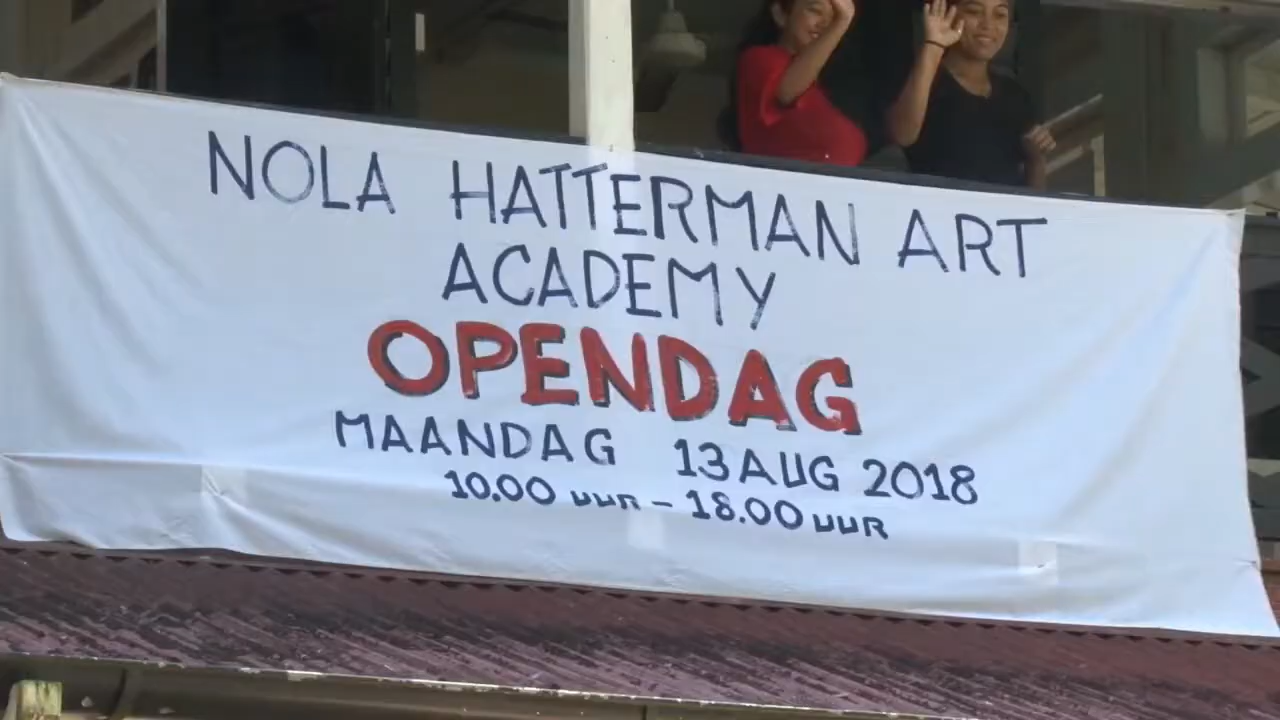 NOLA HATTERMAN ART
ACADEMY
OPENDAG
MAANDAG 13 AUG 2018
10.00 UUR - 18.00 UUR